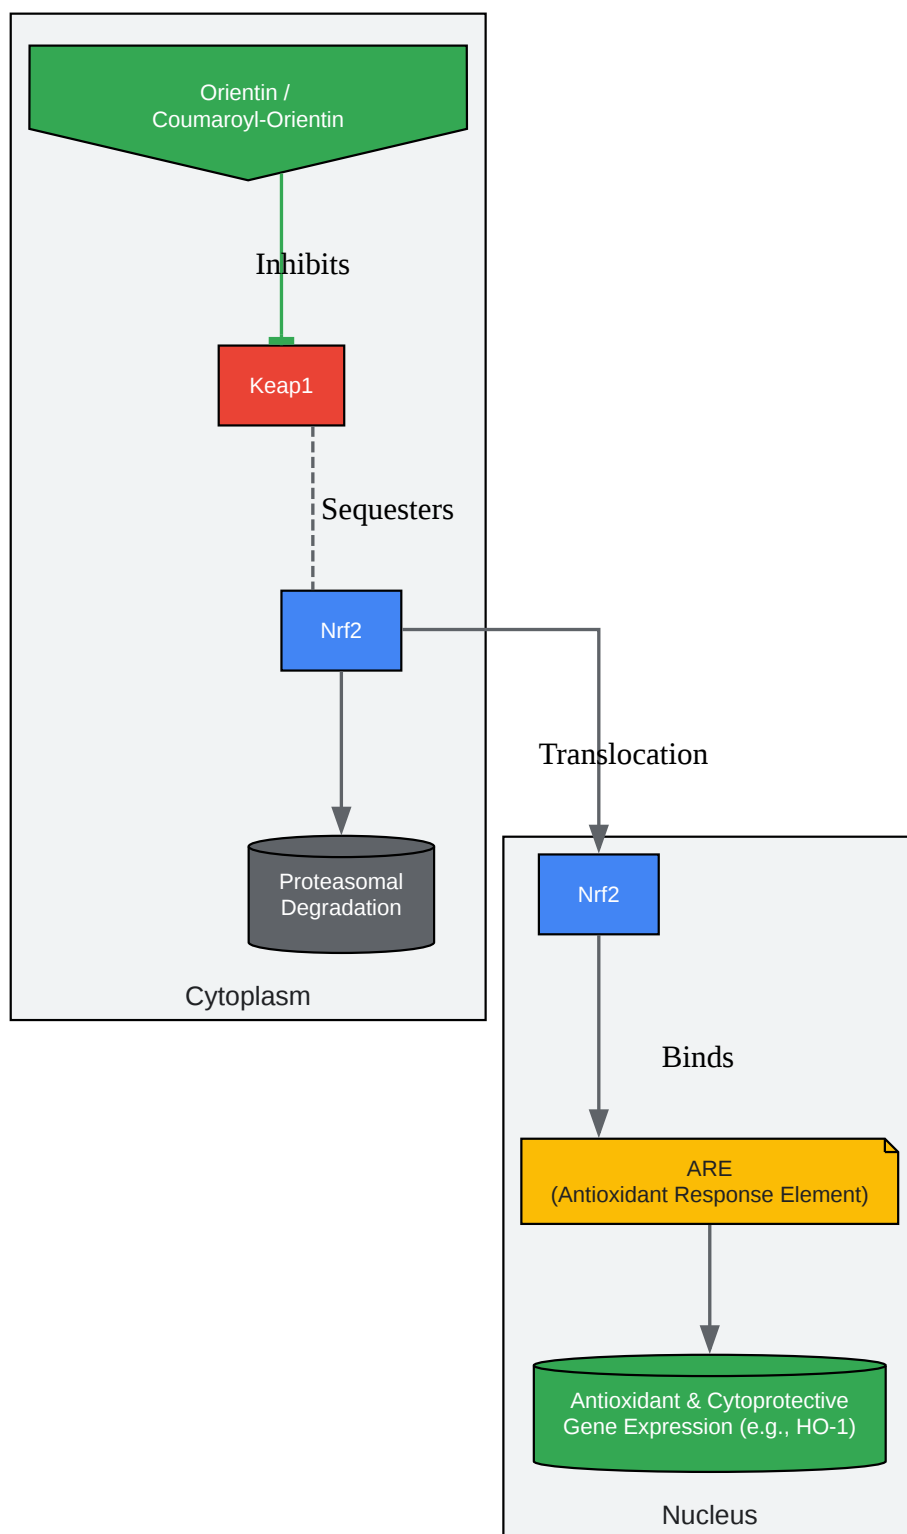 Orientin /
Coumaroyl-Orientin
Inhibits
Keap1
Sequesters
Nrf2
Translocation
Proteasomal
Degradation
Cytoplasm
Nrf2
Binds
ARE
(Antioxidant Response Element)
Antioxidant & Cytoprotective
Gene Expression (e.g., HO-1)
Nucleus